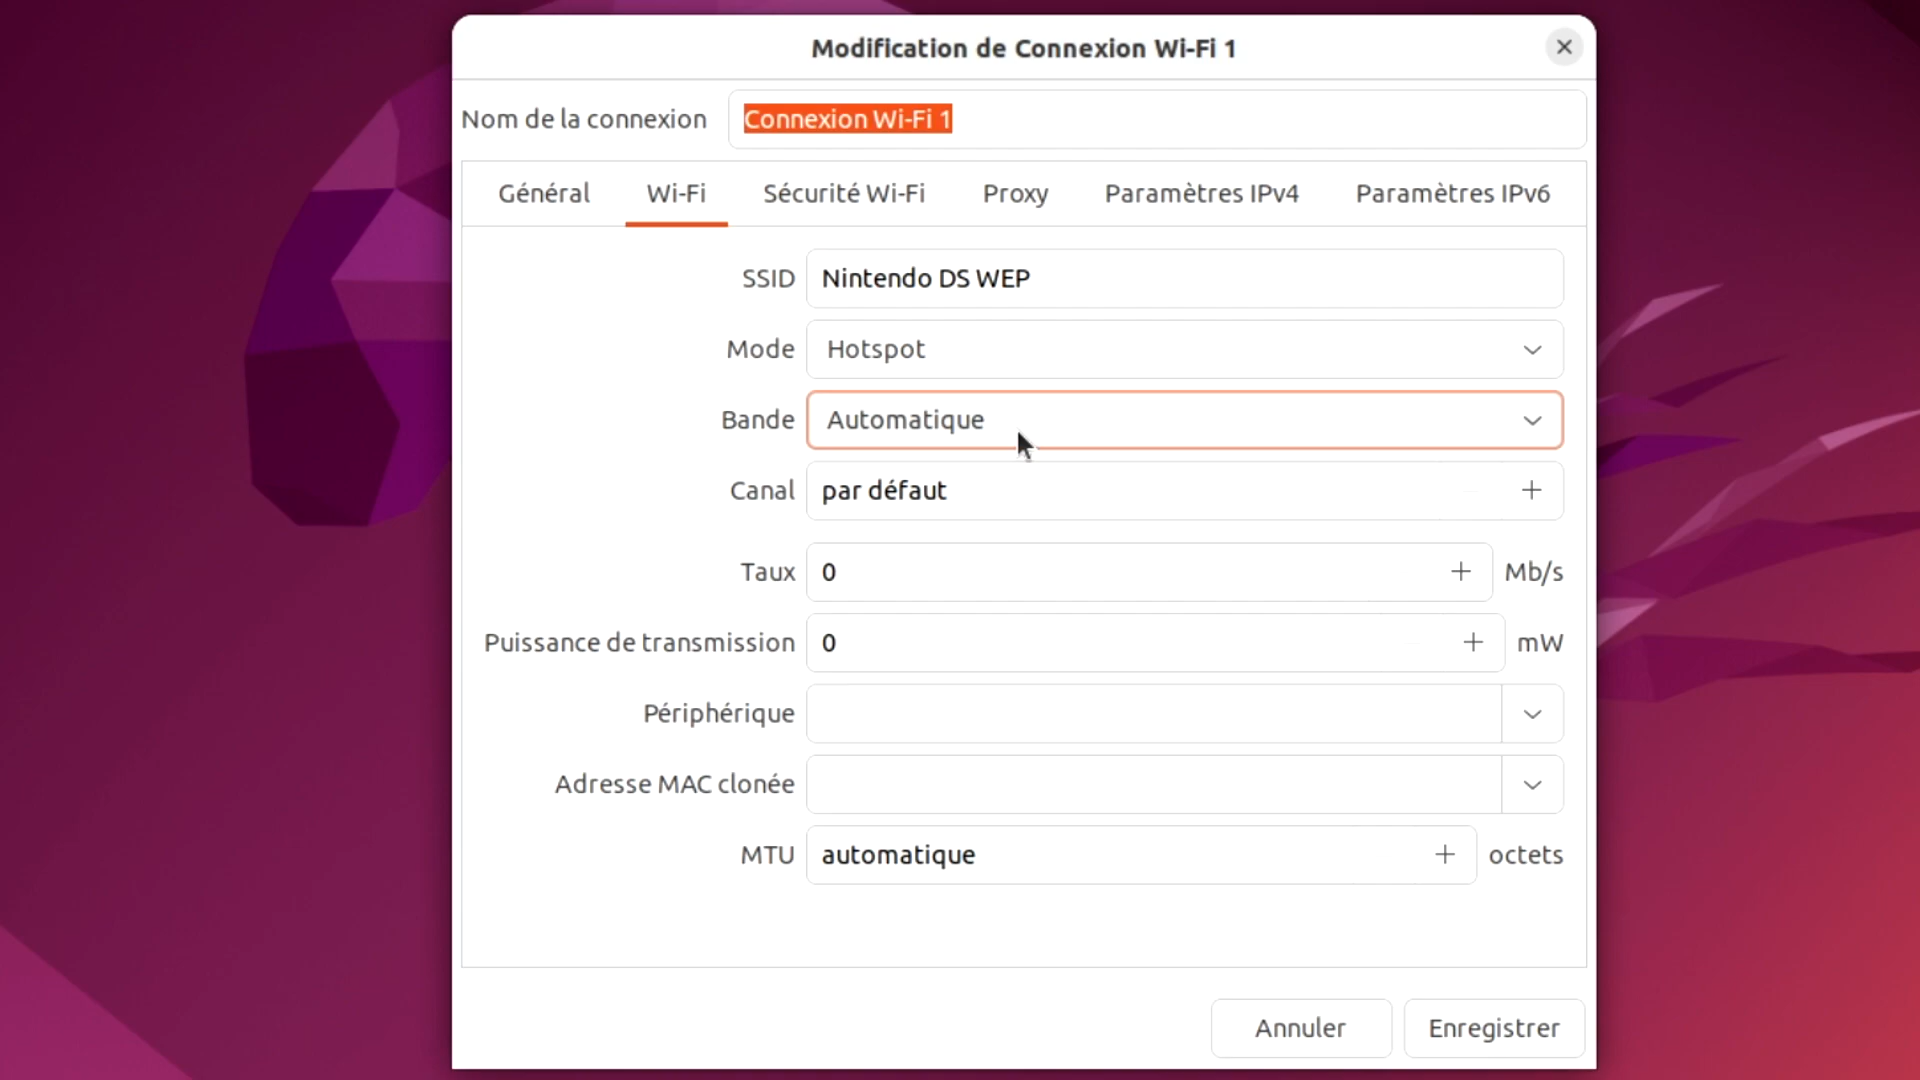 Modification de Connexion Wi-Fi 1
Nom de la connexion Connexion Wi-Fi 1
Général Wi-Fi Sécurité Wi-Fi Proxy Paramètres IPv4 Paramètres IPv6
SSID Nintendo DS WEP
Mode Hotspot
Bande Automatique
Canal par défaut
Taux 0 Mb/s
Puissance de transmission 0 mW
Périphérique
Adresse MAC clonée
MTU automatique octets
Annuler Enregistrer